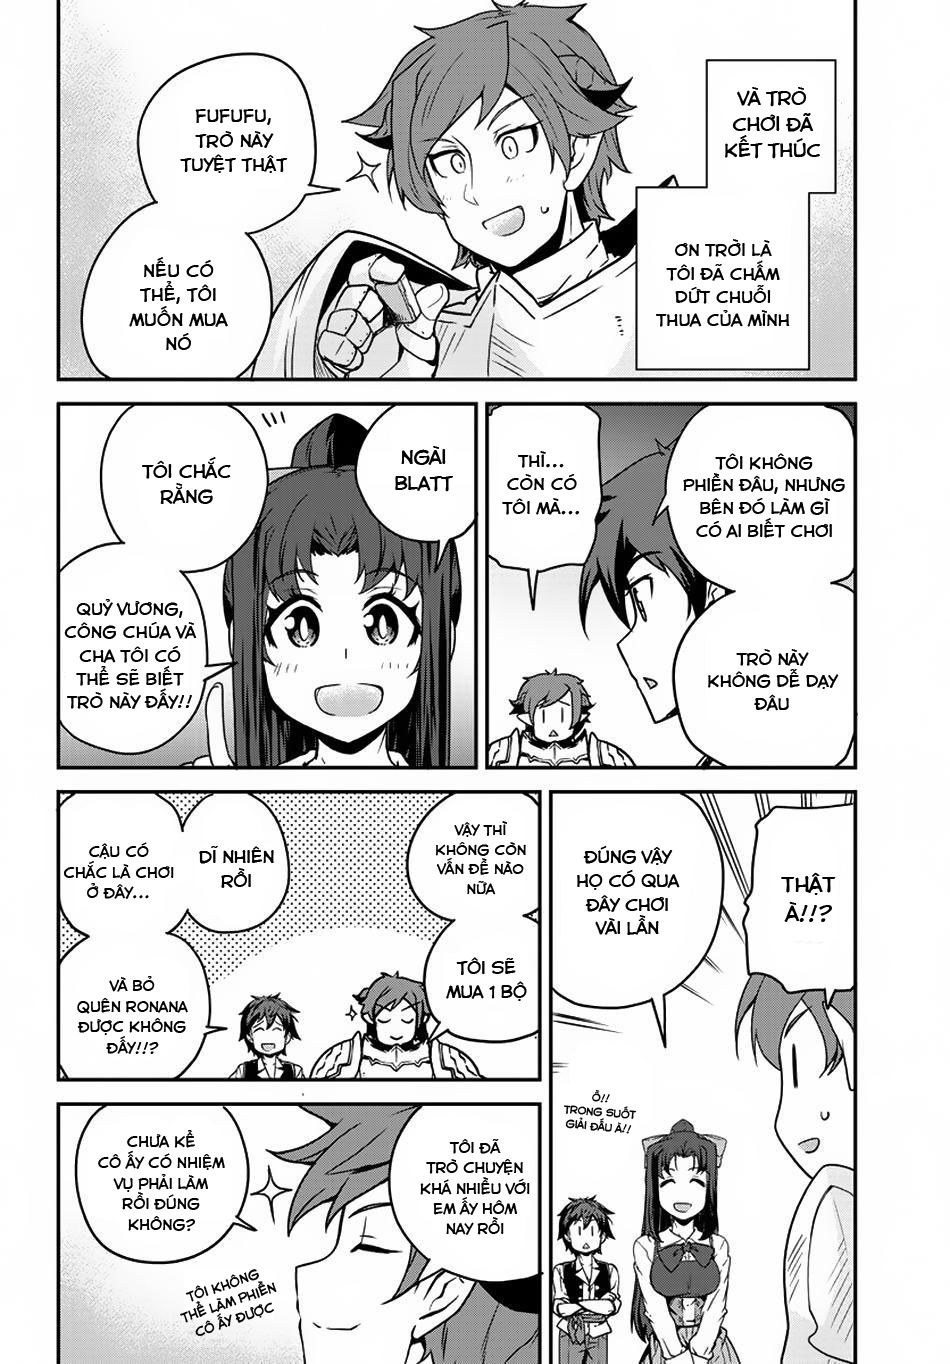 VÀ TRÒ
CHƠI ĐÃ
KẾT THÚC
ƠN TRỜI LÀ
TÔI ĐÃ CHẤM
DỨT CHUỖI
THUA CỦA MÌNH
FUFUFU,
TRÒ NÀY
TUYỆT THẬT
NẾU CÓ
THỂ, TÔI
MUỐN MUA
NÓ
TÔI KHÔNG
PHIỀN ĐÂU, NHƯNG
BÊN ĐÓ LÀM GÌ
CÓ AI BIẾT CHƠI
THÌ...
CÒN CÓ
TÔI MÀ...
TRÒ NÀY
KHÔNG DỄ DẠY
ĐÂU
NGÀI
BLATT
TÔI CHẮC
RẰNG
QUỶ VƯƠNG,
CÔNG CHÚA VÀ
CHA TÔI CÓ
THỂ SẼ BIẾT
TRÒ NÀY ĐẤY!!
THẬT
À!!?
ĐÚNG VẬY
HỌ CÓ QUA
ĐÂY CHƠI
VÀI LẦN
Ồ!!
TRONG SUỐT
GIẢI ĐẤU À!!
VẬY THÌ
KHÔNG CÒN
VẤN ĐỀ NÀO
NỮA
TÔI SẼ
MUA 1 BỘ
DĨ NHIÊN
RỒI
CẬU CÓ
CHẮC LÀ CHƠI
Ở ĐÂY...
VÀ BỎ
QUÊN RONANA
ĐƯỢC KHÔNG
ĐẤY!!?
TÔI ĐÃ
TRÒ CHUYỆN
KHÁ NHIỀU VỚI
EM ẤY HÔM
NAY RỒI
CHƯA KỂ
CÔ ẤY CÓ NHIỆM
VỤ PHẢI LÀM
RỒI ĐÚNG
KHÔNG?
TÔI KHÔNG
THỂ LÀM PHIỀN
CÔ ẤY ĐƯỢC